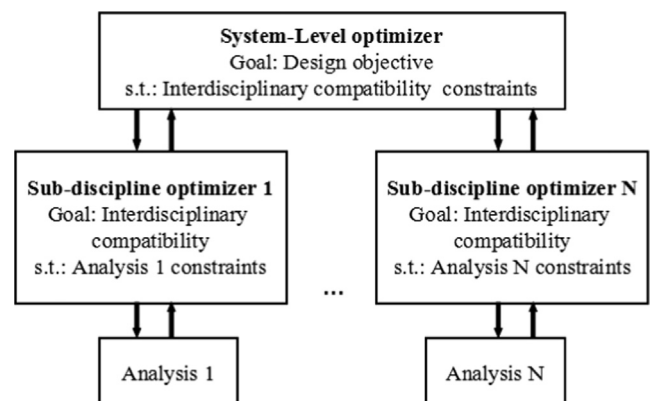 System-Level optimizer
Goal: Design objective
s.t.: Interdisciplinary compatibility constraints
Sub-discipline optimizer 1
Goal: Interdisciplinary
compatibility
s.t.: Analysis 1 constraints
...
Sub-discipline optimizer N
Goal: Interdisciplinary
compatibility
s.t.: Analysis N constraints
Analysis 1
Analysis N